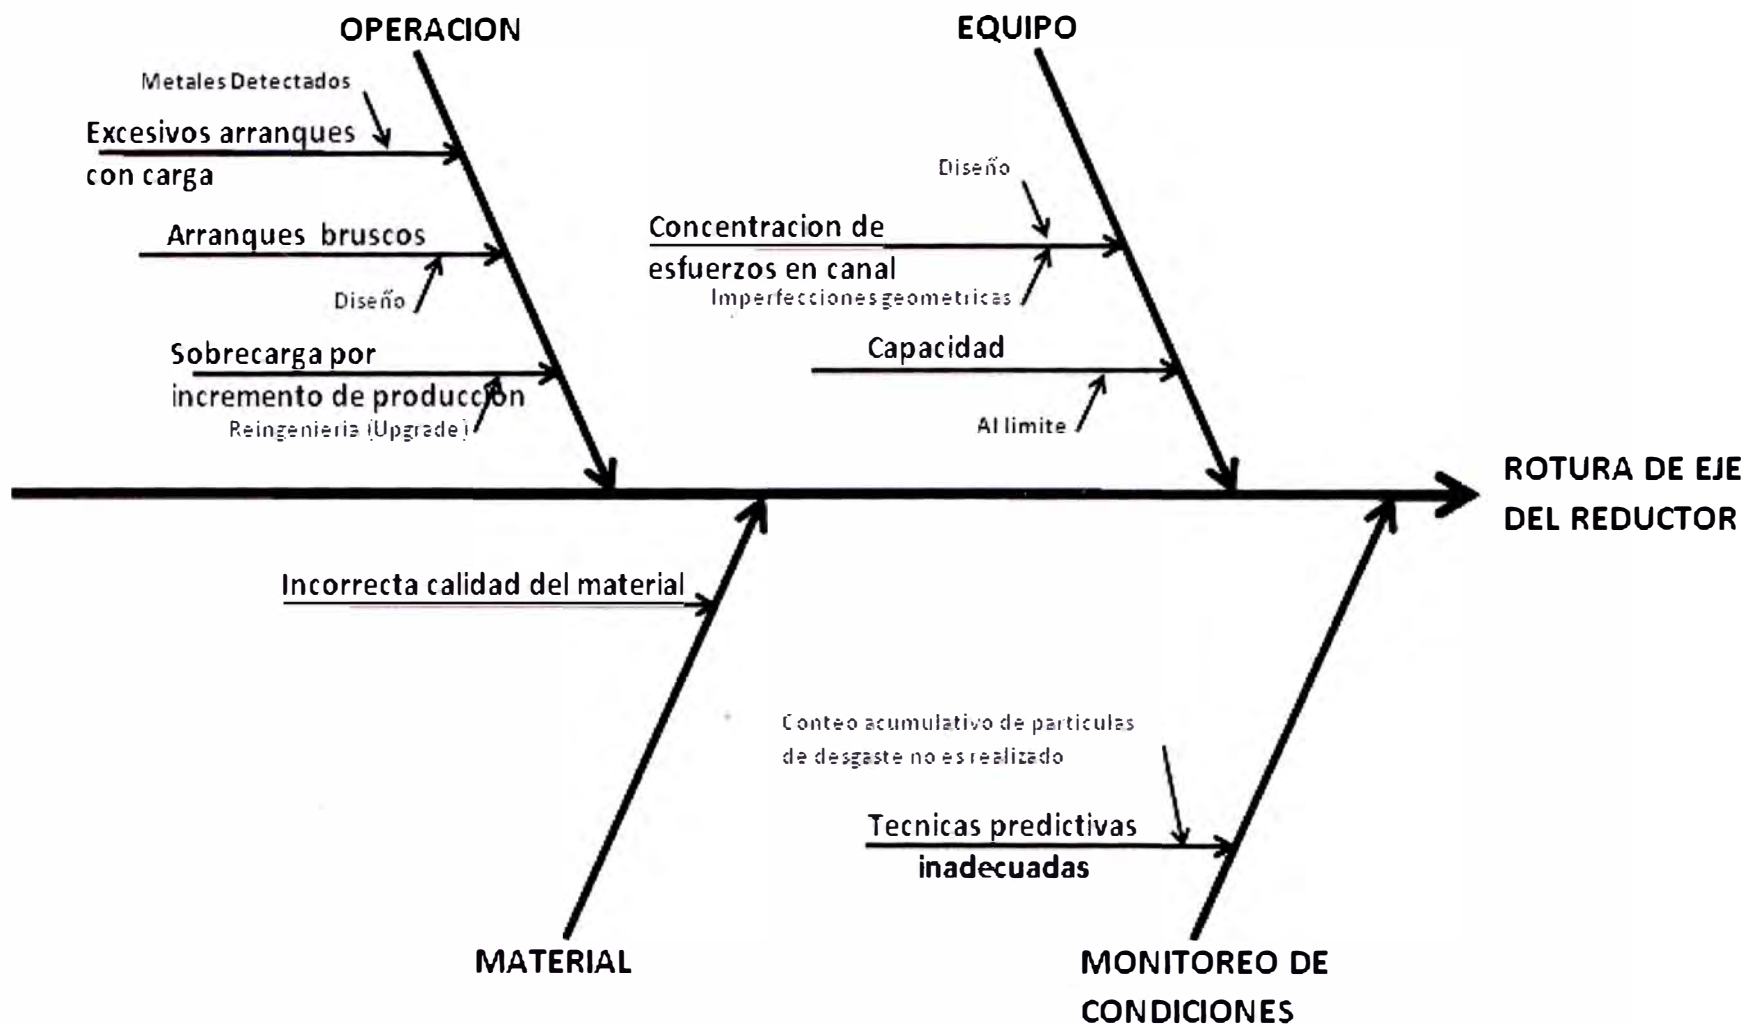 OPERACION
EQUIPO
Metales Detectados
Excesivos arranques
con carga
Arranques bruscos
Diseño
Sobrecarga por
incremento de producción
Reingenieria (Upgrade)
Diseño
Concentracion de
esfuerzos en canal
Imperfecciones geometricas
Capacidad
Al limite
ROTURA DE EJE
DEL REDUCTOR
Incorrecta calidad del material
Conteo acumulativo de particulas
de desgaste no es realizado
Tecnicas predictivas
inadecuadas
MATERIAL
MONITOREO DE
CONDICIONES